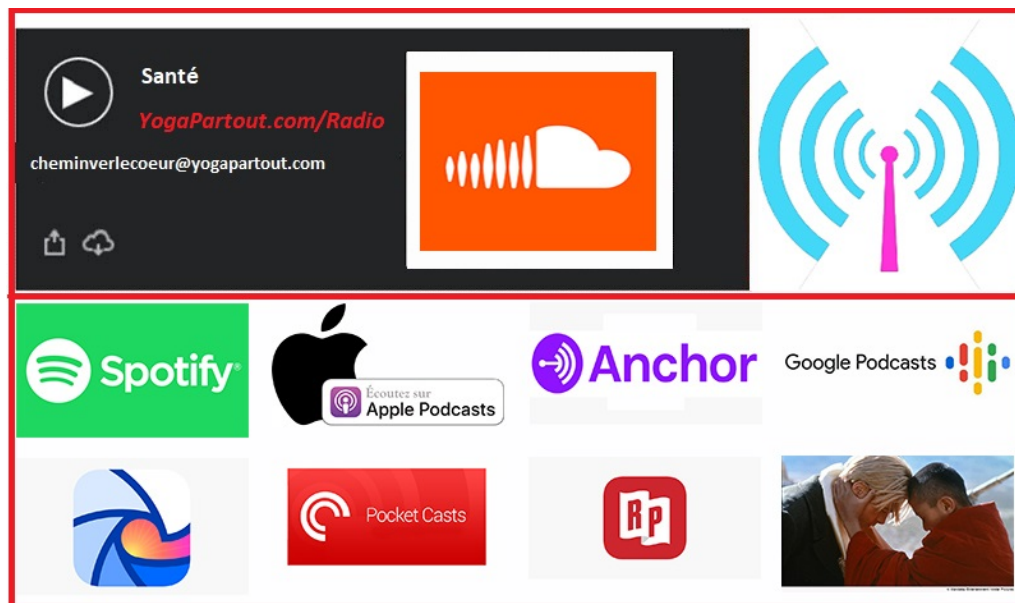 Santé
YogaPartout.com/Radio
cheminverlecoeur@yogapartout.com
Spotify®
Écoutez sur
Apple Podcasts
Anchor
Google Podcasts
Pocket Casts
RP